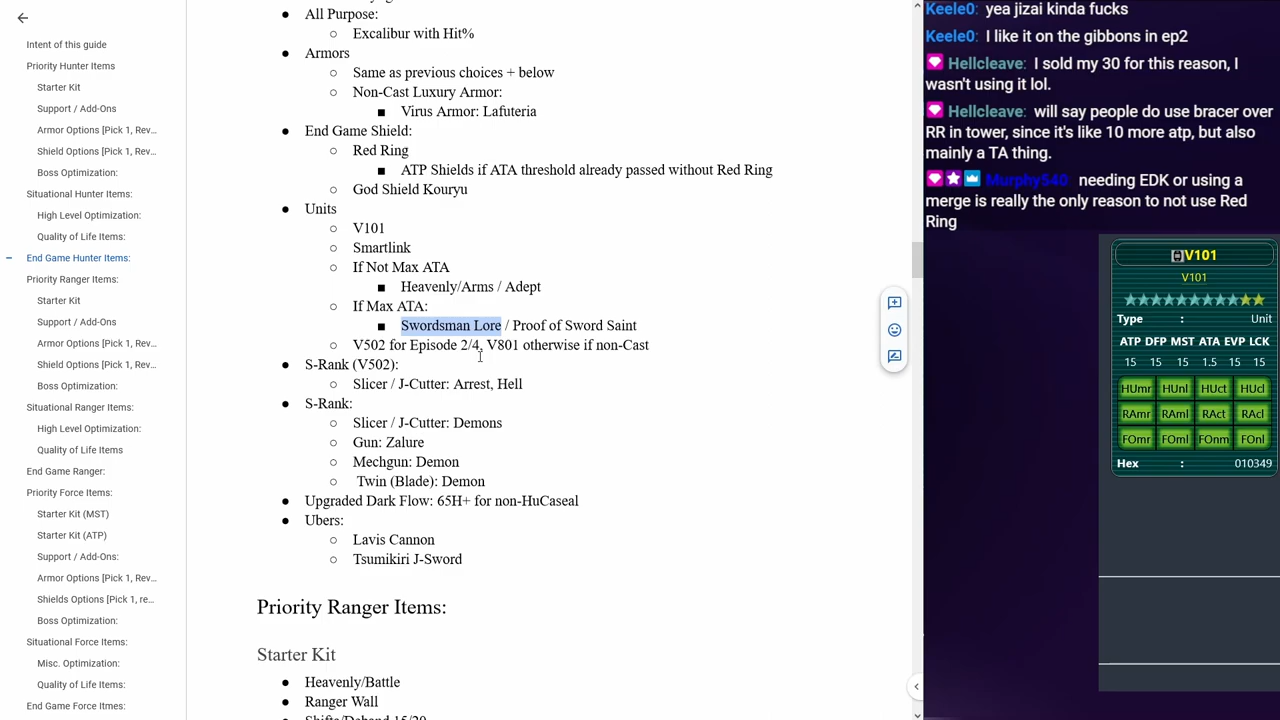 Intent of this guide
Priority Hunter Items
Starter Kit
Support / Add-Ons
Armor Options [Pick 1, Rev...
Shield Options [Pick 1, Rev...
Boss Optimization:
Situational Hunter Items:
High Level Optimization:
Quality of Life Items:
End Game Hunter Items:
Priority Ranger Items:
Starter Kit
Support / Add-Ons:
Armor Options [Pick 1, Rev...
Shield Options [Pick 1, Rev...
Boss Optimization:
Situational Ranger Items:
High Level Optimization:
Quality of Life Items
End Game Ranger:
Priority Force Items:
Starter Kit (MST)
Starter Kit (ATP)
Support / Add-Ons:
Armor Options [Pick 1, Rev...
Shields Options [Pick 1, re...
Boss Optimization:
Situational Force Items:
Misc. Optimization:
Quality of Life Items:
End Game Force Itmes:
● All Purpose:
○ Excalibur with Hit%
● Armors
○ Same as previous choices + below
○ Non-Cast Luxury Armor:
■ Virus Armor: Lafuteria
● End Game Shield:
○ Red Ring
■ ATP Shields if ATA threshold already passed without Red Ring
○ God Shield Kouryu
● Units
○ V101
○ Smartlink
○ If Not Max ATA
■ Heavenly/Arms / Adept
○ If Max ATA:
■ Swordsman Lore / Proof of Sword Saint
○ V502 for Episode 2/4, V801 otherwise if non-Cast
● S-Rank (V502):
○ Slicer / J-Cutter: Arrest, Hell
● S-Rank:
○ Slicer / J-Cutter: Demons
○ Gun: Zalure
○ Mechgun: Demon
○ Twin (Blade): Demon
● Upgraded Dark Flow: 65H+ for non-HuCaseal
● Ubers:
○ Lavis Cannon
○ Tsumikiri J-Sword
Priority Ranger Items:
Starter Kit
● Heavenly/Battle
● Ranger Wall
● Shifta/Deband 15/20
Keele0: yea jizai kinda fucks
Keele0: I like it on the gibbons in ep2
Hellcleave: I sold my 30 for this reason, I
wasn't using it lol.
Hellcleave: will say people do use bracer over
RR in tower, since it's like 10 more atp, but also
mainly a TA thing.
Murphy540: needing EDK or using a
merge is really the only reason to not use Red
Ring
V101
V101
★★★★★★★★★★★★
Type : Unit
ATP DFP MST ATA EVP LCK
15 15 15 1.5 15 15
HUmr HUnl HUct HUcl
RAmr RAml RAct RAcl
FOmr FOml FOnm FOnl
Hex : 010349